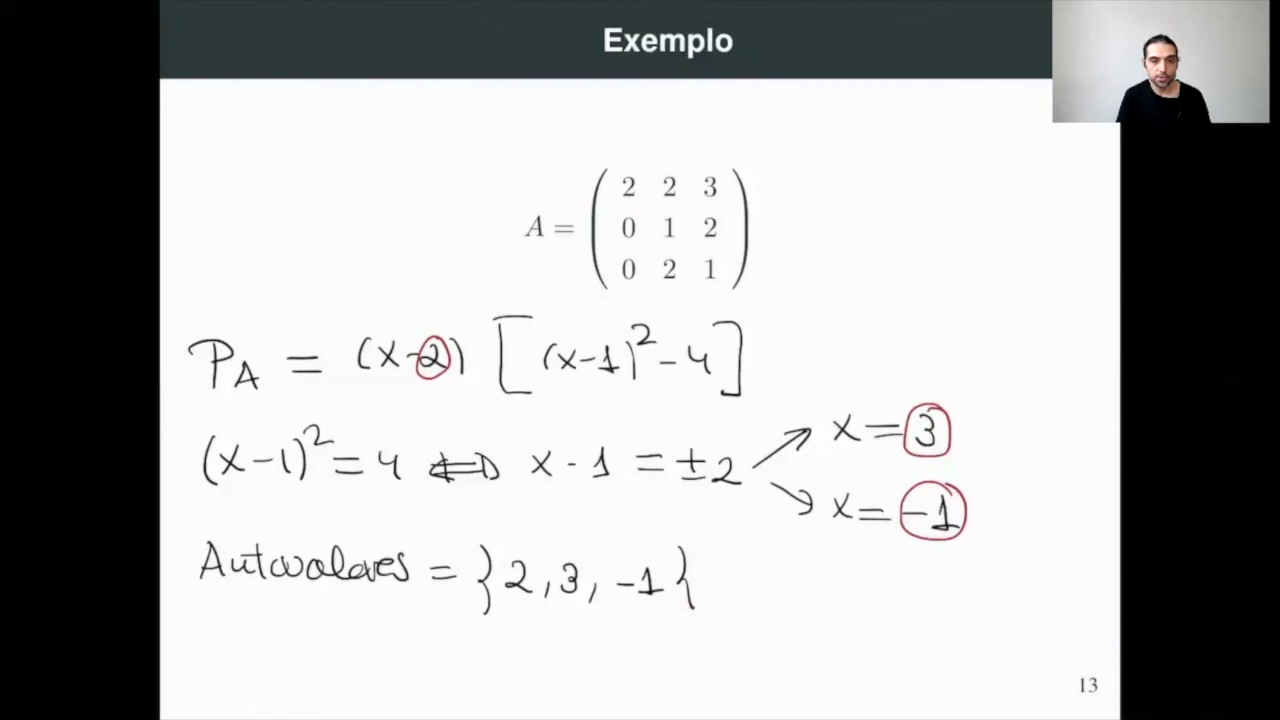 Exemplo
A = ( 2 2 3
0 1 2
0 2 1 )
P_A = (x-2) [(x-1)² - 4]
(x-1)² = 4 ⟺ x - 1 = ±2
x = 3
x = -1
Autovalores = {2, 3, -1}
13